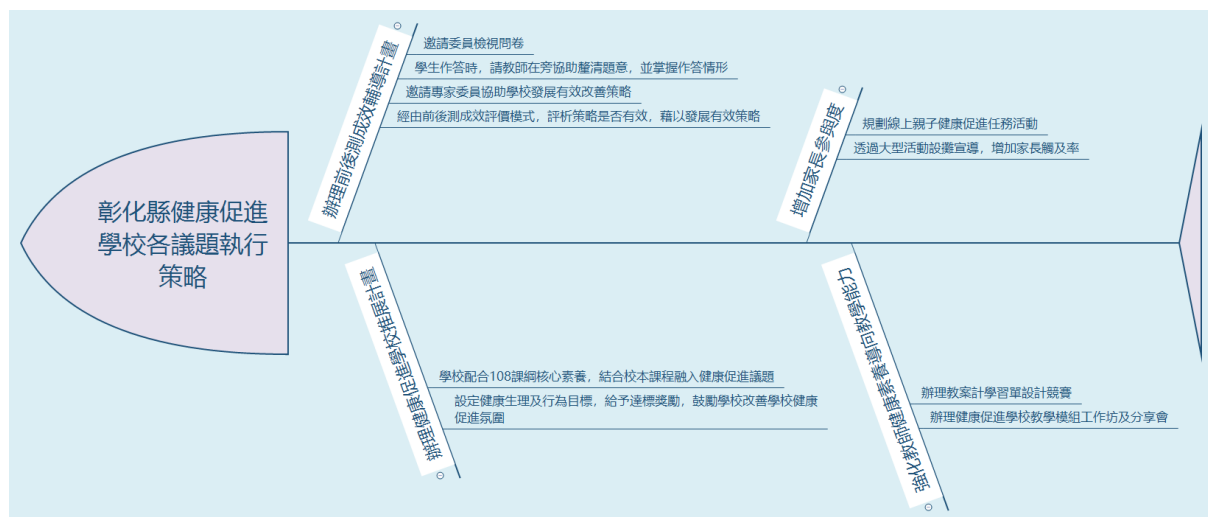 彰化縣健康促進
學校各議題執行
策略
辦理前後測成效輔導計畫
邀請委員檢視問卷
學生作答時，請教師在旁協助釐清題意，並掌握作答情形
邀請專家委員協助學校發展有效改善策略
經由前後測成效評價模式，評析策略是否有效，藉以發展有效策略
增加家長參與度
規劃線上親子健康促進任務活動
透過大型活動設攤宣導，增加家長觸及率
辦理健康促進學校推展計畫
學校配合108課綱核心素養，結合校本課程融入健康促進議題
設定健康生理及行為目標，給予達標獎勵，鼓勵學校改善學校健康
促進氛圍
強化教師健康素養導向教學能力
辦理教案計學習單設計競賽
辦理健康促進學校教學模組工作坊及分享會